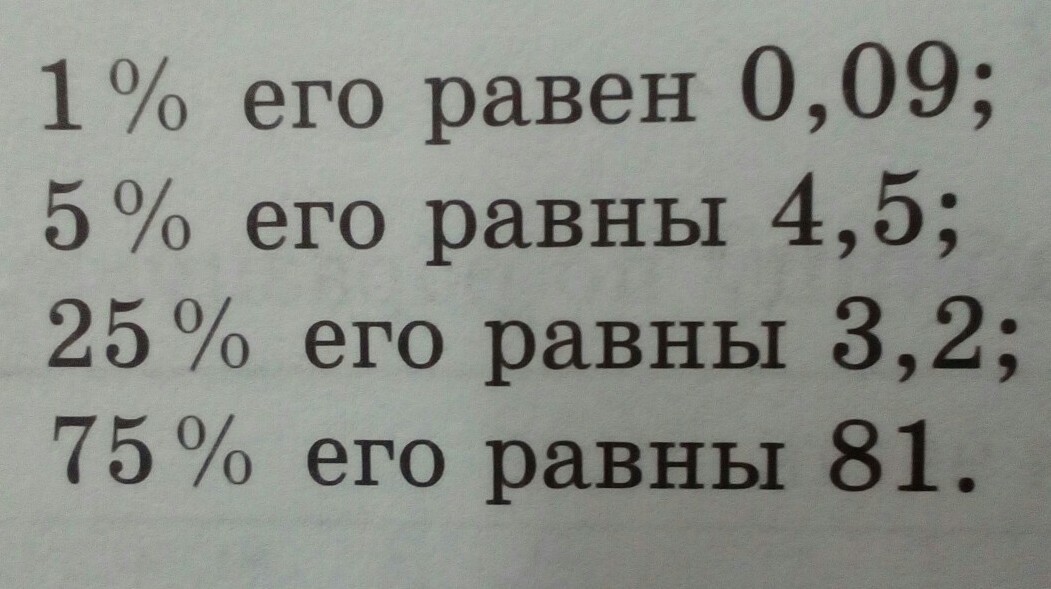 1 % его равен 0,09;
5 % его равны 4,5;
25 % его равны 3,2;
75 % его равны 81.